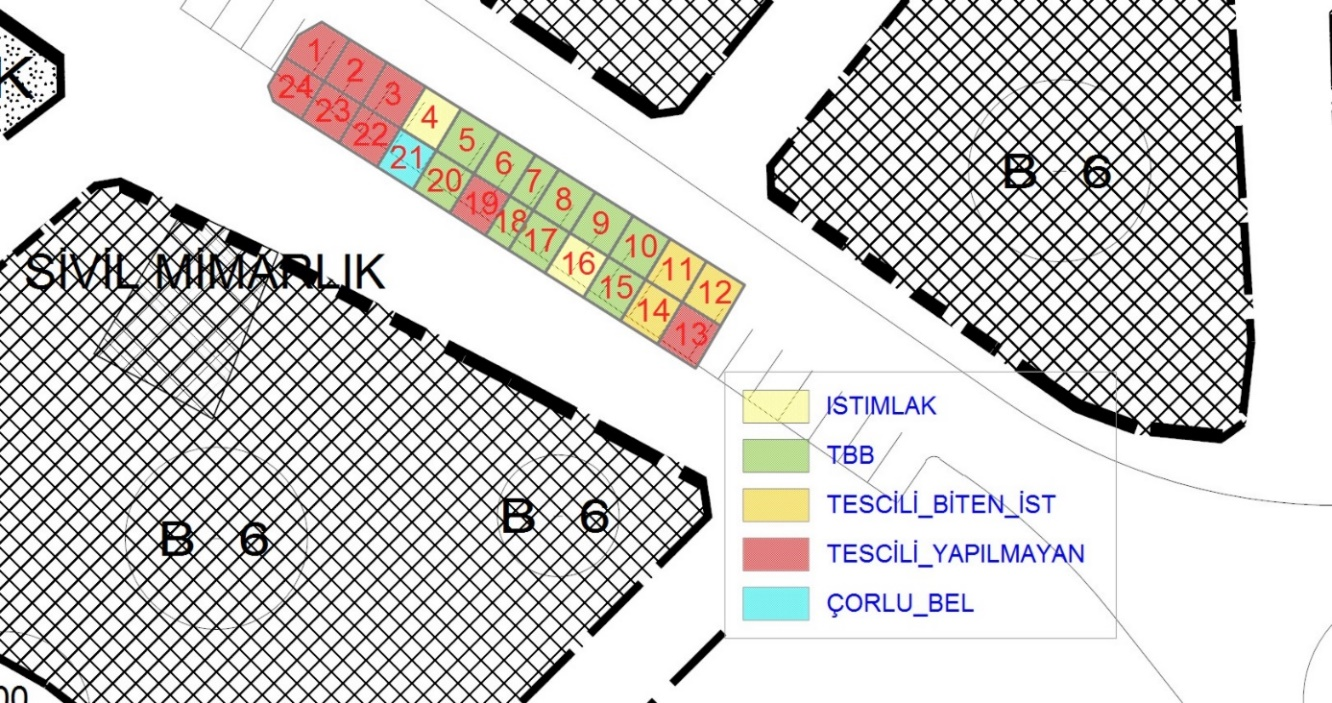 K
1
2
3
4
5
6
7
8
9
10
11
12
24
23
22
21
20
19
18
17
16
15
14
13
B 6
SİVİL MİMARLIK
B 6
B 6
ISTIMLAK
TBB
TESCİLİ_BİTEN_İST
TESCİLİ_YAPILMAYAN
ÇORLU_BEL
00